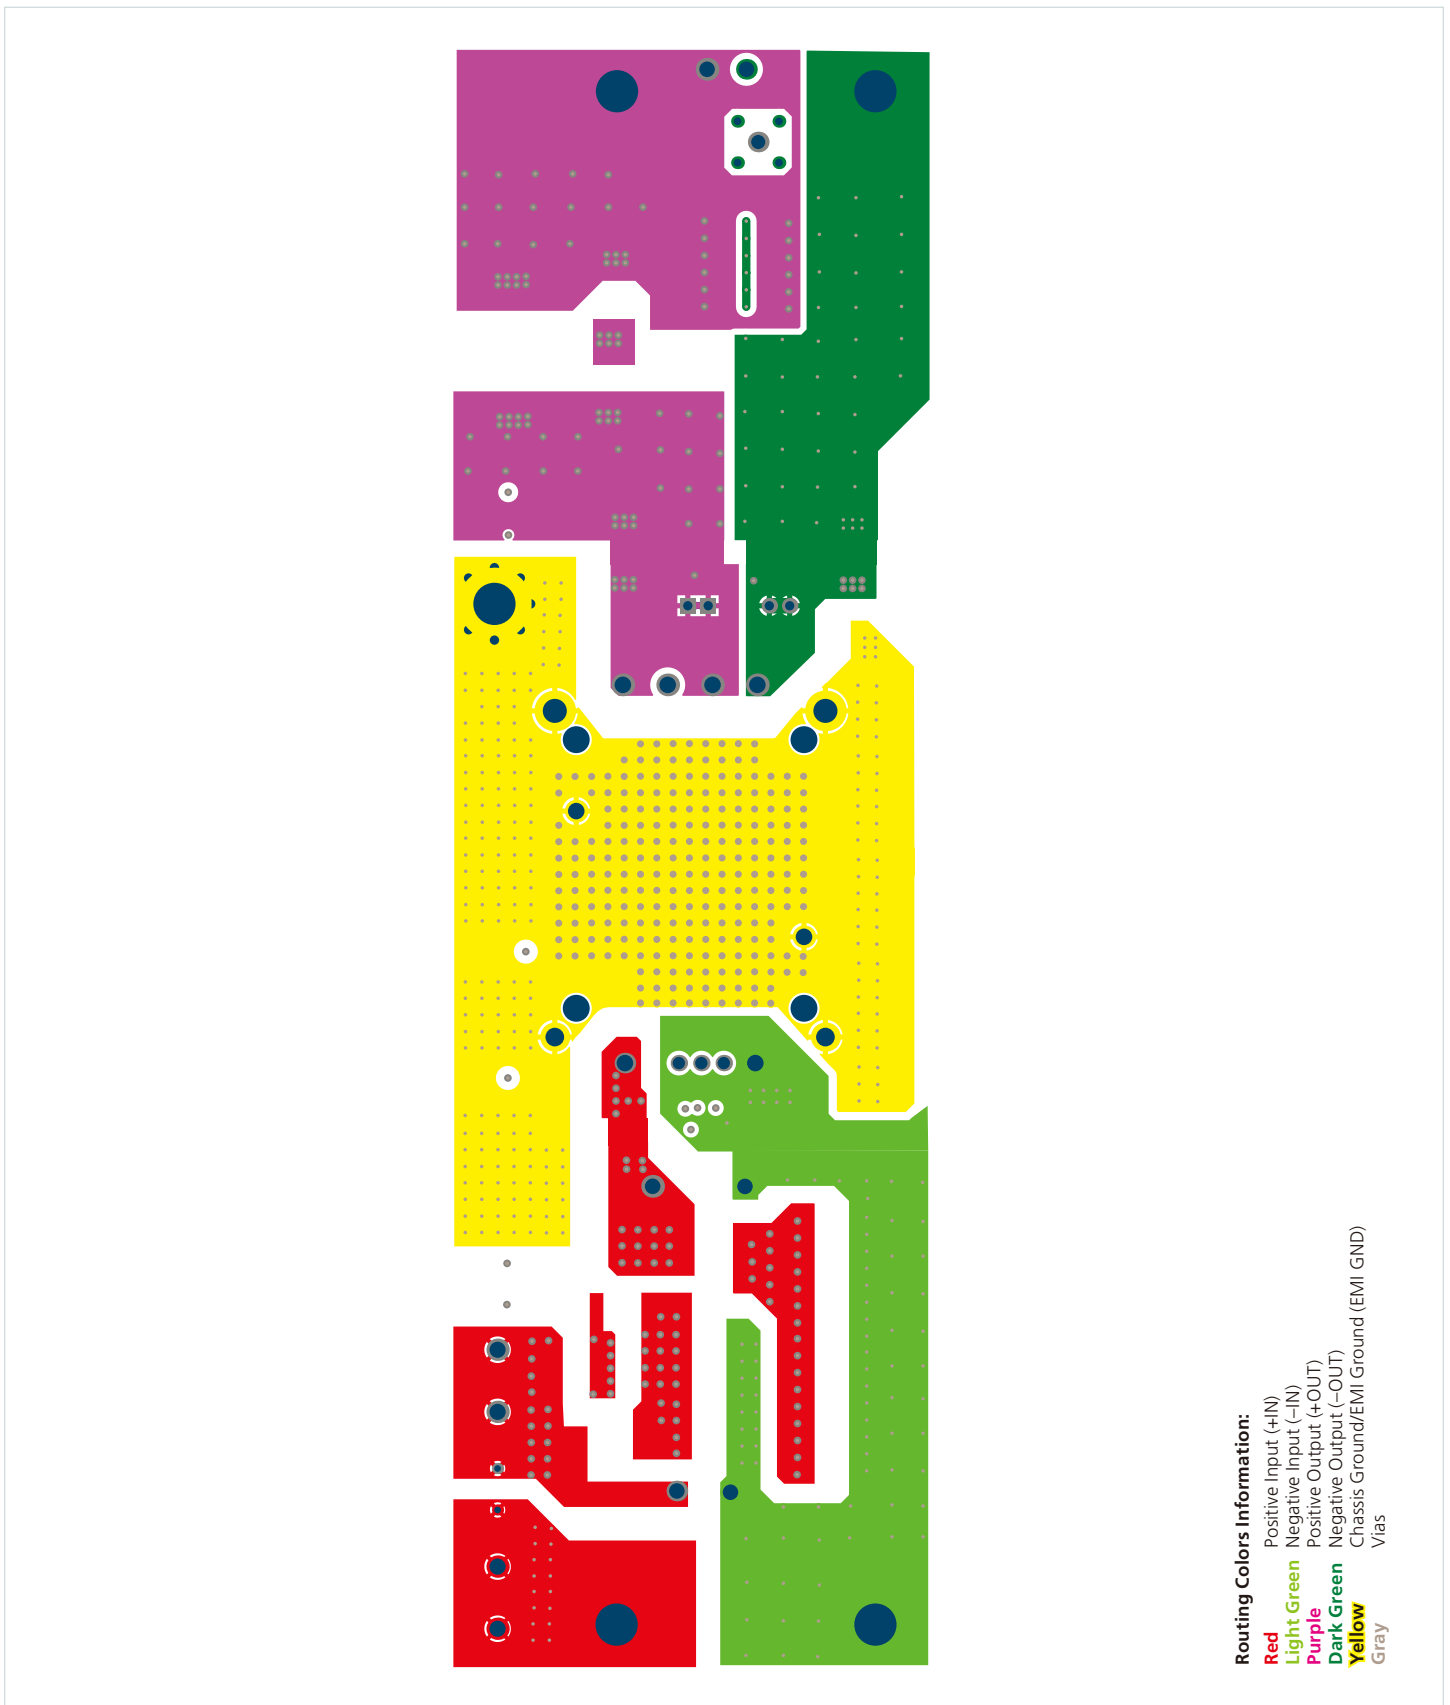 Routing Colors Information:
Red Positive Input (+IN)
Light Green Negative Input (–IN)
Purple Positive Output (+OUT)
Dark Green Negative Output (–OUT)
Yellow Chassis Ground/EMI Ground (EMI GND)
Gray Vias